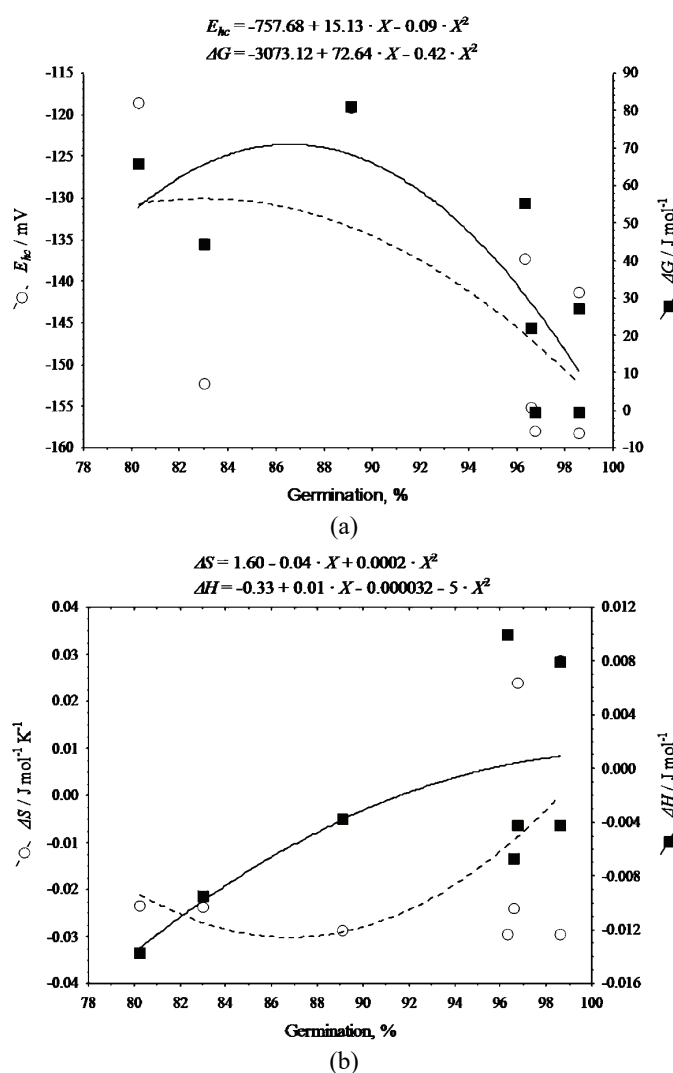 E_hc = –757.68 + 15.13 · X – 0.09 · X²
ΔG = –3073.12 + 72.64 · X – 0.42 · X²
-115
-120
-125
-130
-135
-140
-145
-150
-155
-160
E_hc / mV
90
80
70
60
50
40
30
20
10
0
-10
ΔG / J mol⁻¹
78 80 82 84 86 88 90 92 94 96 98 100
Germination, %
(a)
ΔS = 1.60 – 0.04 · X + 0.0002 · X²
ΔH = –0.33 + 0.01 · X – 0.000032 – 5 · X²
0.04
0.03
0.02
0.01
0.00
-0.01
-0.02
-0.03
-0.04
ΔS / J mol⁻¹ K⁻¹
0.012
0.008
0.004
0.000
-0.004
-0.008
-0.012
-0.016
ΔH / J mol⁻¹
78 80 82 84 86 88 90 92 94 96 98 100
Germination, %
(b)